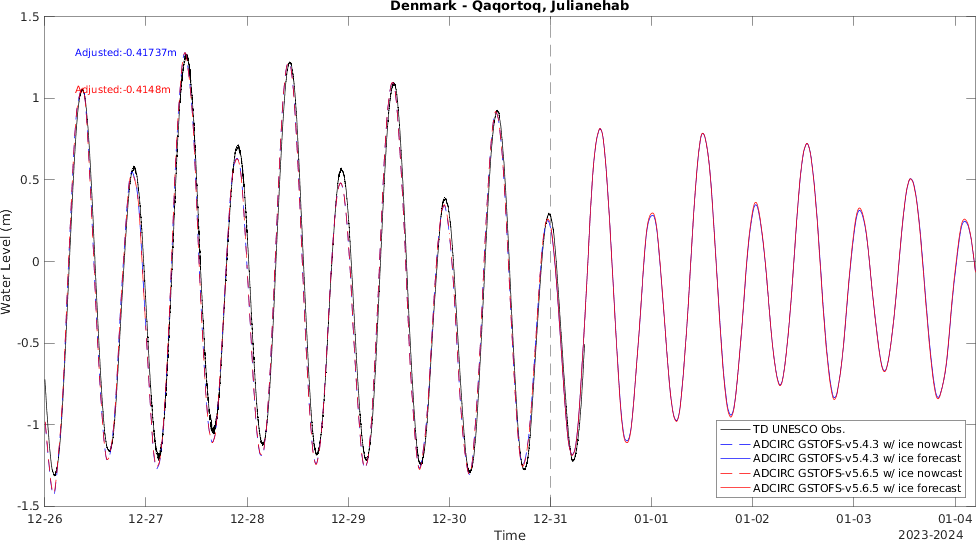 Denmark - Qaqortoq, Julianehab
Adjusted:-0.41737m
Adjusted:-0.4148m
Water Level (m)
1.5
1
0.5
0
-0.5
-1
-1.5
TD UNESCO Obs.
ADCIRC GSTOFS-v5.4.3 w/ ice nowcast
ADCIRC GSTOFS-v5.4.3 w/ ice forecast
ADCIRC GSTOFS-v5.6.5 w/ ice nowcast
ADCIRC GSTOFS-v5.6.5 w/ ice forecast
12-26 12-27 12-28 12-29 12-30 12-31 01-01 01-02 01-03 01-04
Time
2023-2024